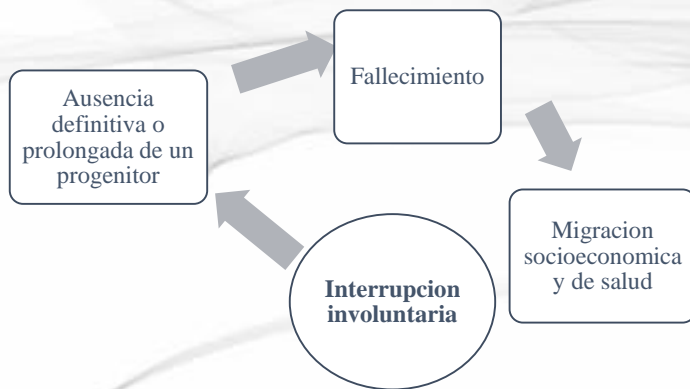 Fallecimiento
Ausencia
definitiva o
prolongada de un
progenitor
Migracion
socioeconomica
y de salud
Interrupcion
involuntaria